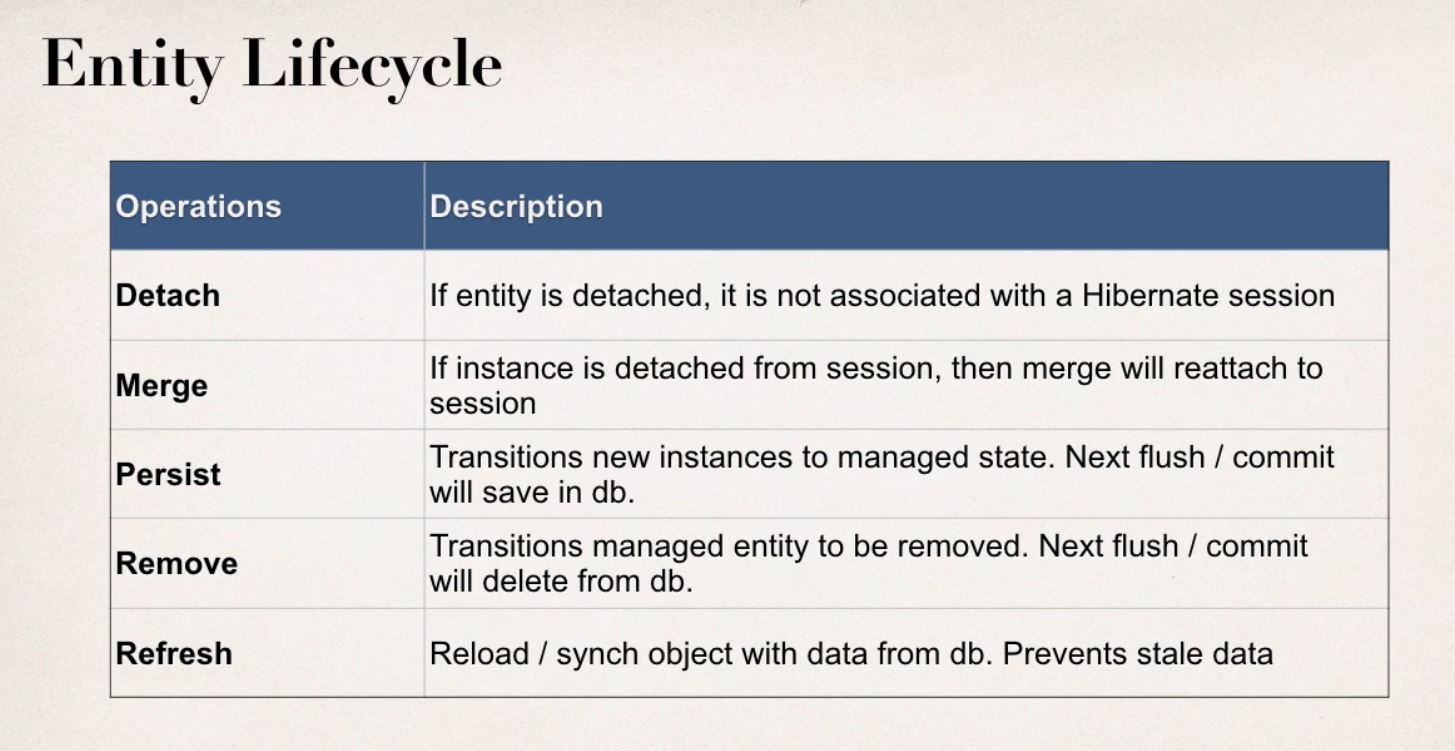 Entity Lifecycle
Operations
Description
Detach
If entity is detached, it is not associated with a Hibernate session
Merge
If instance is detached from session, then merge will reattach to
session
Persist
Transitions new instances to managed state. Next flush / commit
will save in db.
Remove
Transitions managed entity to be removed. Next flush / commit
will delete from db.
Refresh
Reload / synch object with data from db. Prevents stale data